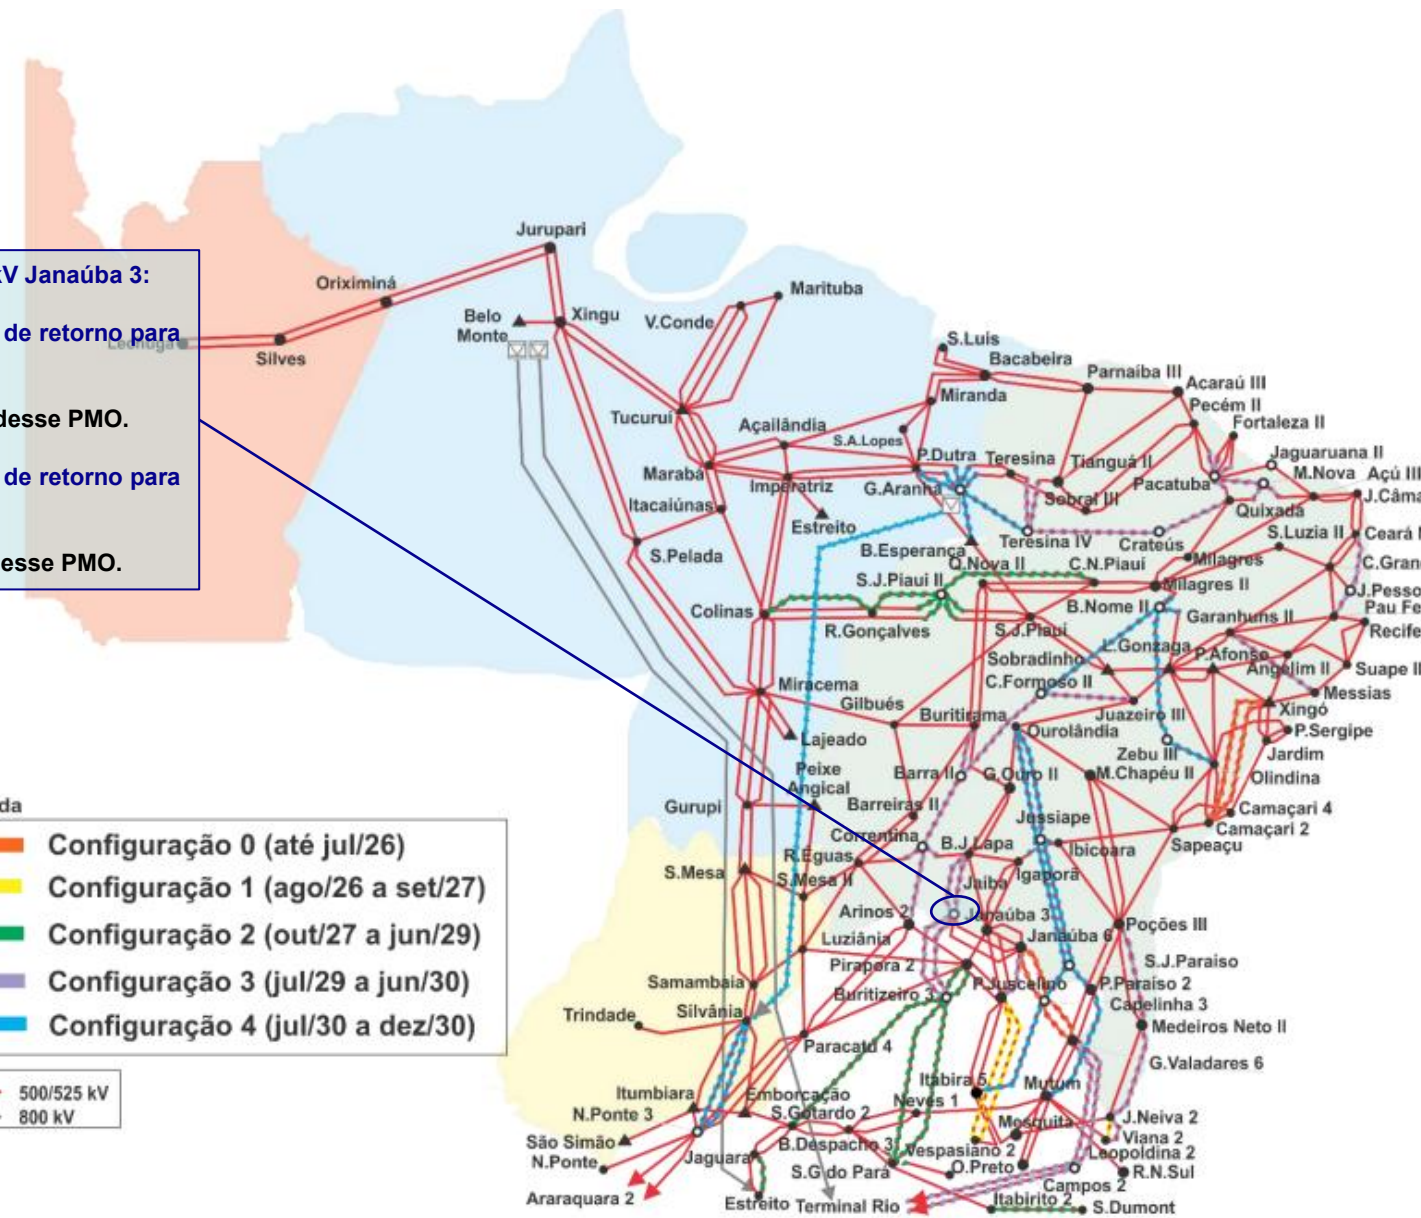 Jurupari
Oriximiná
Silves
Lechuga
kV Janaúba 3:
de retorno para
desse PMO.
de retorno para
esse PMO.
Belo
Monte
Xingu
V.Conde
Marituba
Tucuruí
S.Luis
Bacabeira
Miranda
Parnaíba III
Acaraú III
Pecém II
Fortaleza II
Açailândia
S.A.Lopes
P.Dutra
Teresina
Tianguá II
Jaguaruana II
M.Nova
Açú III
Marabá
Imperatriz
G.Aranha
Sobral III
Pacatuba
J.Câma
Itacaiúnas
Estreito
Quixadá
S.Pelada
B.Esperança
Teresina IV
Crateús
S.Luzia II
Ceará
Q.Nova II
C.N.Piauí
Milagres
C.Gran
S.J.Piauí II
Milagres II
J.Pesso
Colinas
R.Gonçalves
S.J.Piauí
B.Nome II
Garanhuns II
Pau Fe
Recife
L.Gonzaga
P.Afonso
Sobradinho
Angelim II
Suape II
C.Formoso II
Messias
Miracema
Gilbués
Buritirama
Juazeiro III
Xingó
Lajeado
Ourolândia
P.Sergipe
Zebu III
Jardim
Peixe
Angical
Barra II
G.Ouro II
M.Chapéu II
Olindina
Gurupi
Barreiras II
Camaçari 4
Camaçari 2
Correntina
Jussiape
Sapeaçu
B.J.Lapa
Ibicoara
S.Mesa
R.Eguas
Igaporã
S.Mesa II
Jaíba
Arinos 2
Janaúba 3
Poções III
Luziânia
Janaúba 6
Pirapora 2
S.J.Paraiso
Samambaia
Buritizeiro 3
P.Juscelino
P.Paraíso 2
Capelinha 3
Trindade
Silvânia
Medeiros Neto II
Paracatu 4
G.Valadares 6
Itumbiara
Emborcação
Itabira 5
Mutum
N.Ponte 3
S.Gotardo 2
Neves 1
Mesquita
J.Neiva 2
São Simão
B.Despacho 3
Vespasiano 2
Viana 2
Leopoldina 2
N.Ponte
Jaguara
S.G do Pará
O.Preto
R.N.Sul
Campos 2
Araraquara 2
Estreito
Terminal Rio
Itabirito 2
S.Dumont
da
Configuração 0 (até jul/26)
Configuração 1 (ago/26 a set/27)
Configuração 2 (out/27 a jun/29)
Configuração 3 (jul/29 a jun/30)
Configuração 4 (jul/30 a dez/30)
500/525 kV
800 kV